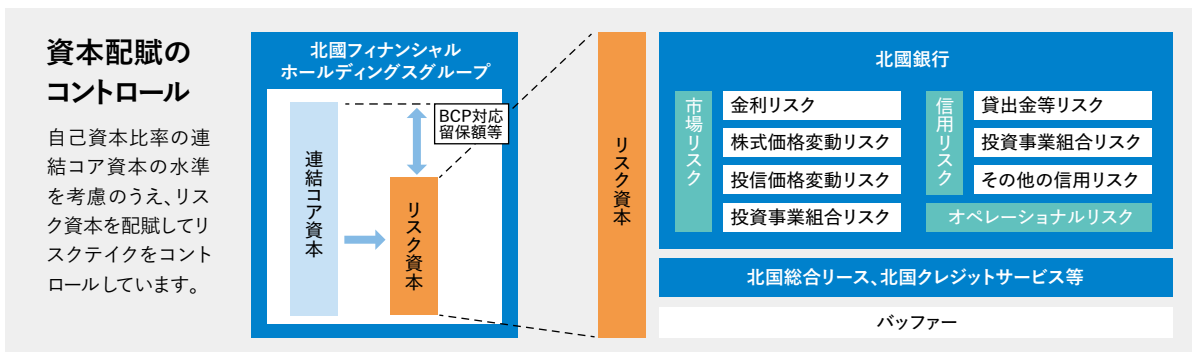 資本配賦の
コントロール
自己資本比率の連
結コア資本の水準
を考慮のうえ、リス
ク資本を配賦してリ
スクテイクをコント
ロールしています。
北國フィナンシャル
ホールディングスグループ
連結コア資本
BCP対応
留保額等
リスク資本
リスク資本
北國銀行
市場リスク
金利リスク
株式価格変動リスク
投信価格変動リスク
投資事業組合リスク
信用リスク
貸出金等リスク
投資事業組合リスク
その他の信用リスク
オペレーショナルリスク
北国総合リース、北国クレジットサービス等
バッファー